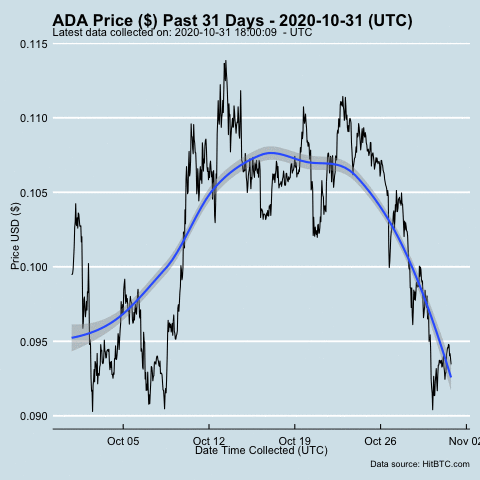 ADA Price ($) Past 31 Days - 2020-10-31 (UTC)
Latest data collected on: 2020-10-31 18:00:09 - UTC
0.115
0.110
0.105
0.100
0.095
0.090
Price USD ($)
Oct 05
Oct 12
Oct 19
Oct 26
Nov 02
Date Time Collected (UTC)
Data source: HitBTC.com